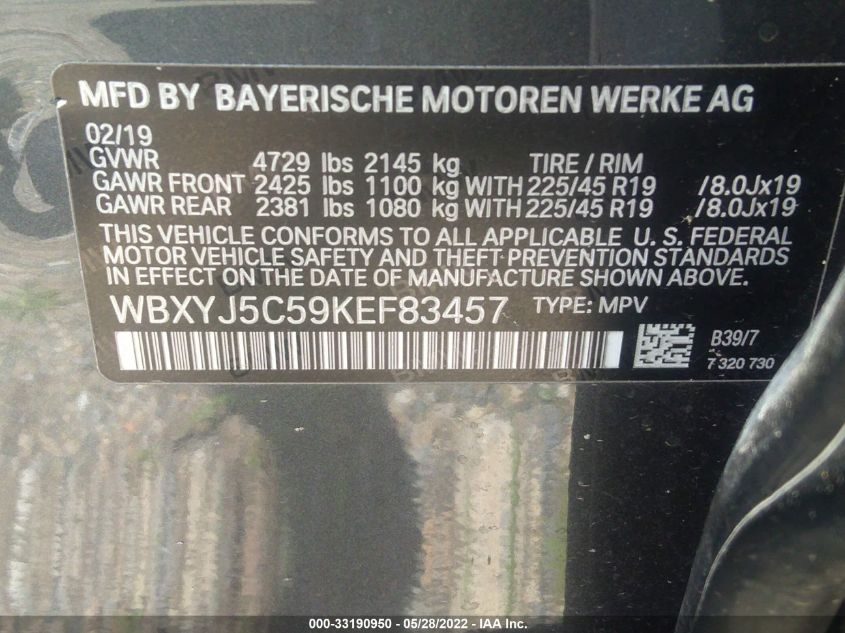 MFD BY BAYERISCHE MOTOREN WERKE AG
02/19
GVWR 4729 lbs 2145 kg TIRE / RIM
GAWR FRONT 2425 lbs 1100 kg WITH 225/45 R19 /8.0Jx19
GAWR REAR 2381 lbs 1080 kg WITH 225/45 R19 /8.0Jx19
THIS VEHICLE CONFORMS TO ALL APPLICABLE U. S. FEDERAL
MOTOR VEHICLE SAFETY AND THEFT PREVENTION STANDARDS
IN EFFECT ON THE DATE OF MANUFACTURE SHOWN ABOVE.
WBXYJ5C59KEF83457 TYPE: MPV
B39/7
7 320 730
000-33190950 - 05/28/2022 - IAA Inc.